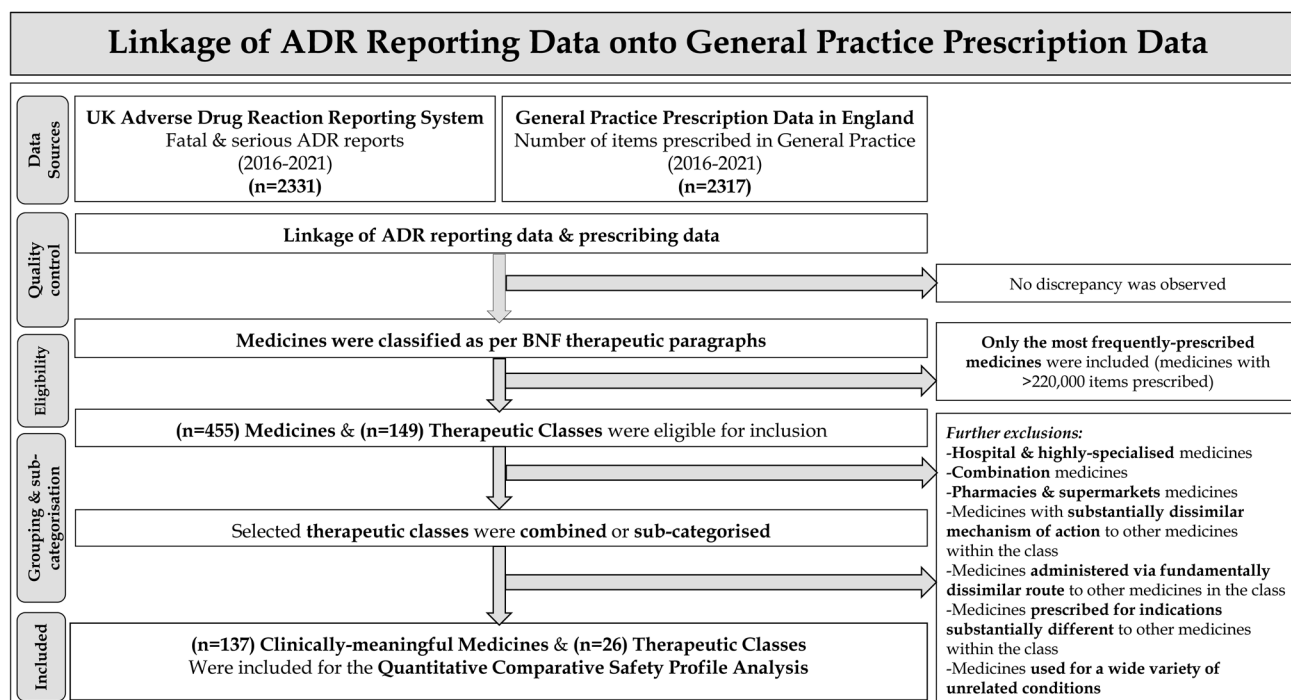 Linkage of ADR Reporting Data onto General Practice Prescription Data
Data
Sources
UK Adverse Drug Reaction Reporting System
Fatal & serious ADR reports
(2016-2021)
(n=2331)
General Practice Prescription Data in England
Number of items prescribed in General Practice
(2016-2021)
(n=2317)
Quality
control
Linkage of ADR reporting data & prescribing data
No discrepancy was observed
Eligibility
Medicines were classified as per BNF therapeutic paragraphs
Only the most frequently-prescribed
medicines were included (medicines with
>220,000 items prescribed)
(n=455) Medicines & (n=149) Therapeutic Classes were eligible for inclusion
Grouping & sub-
categorisation
Selected therapeutic classes were combined or sub-categorised
Further exclusions:
-Hospital & highly-specialised medicines
-Combination medicines
-Pharmacies & supermarkets medicines
-Medicines with substantially dissimilar
mechanism of action to other medicines
within the class
-Medicines administered via fundamentally
dissimilar route to other medicines in the class
-Medicines prescribed for indications
substantially different to other medicines
within the class
-Medicines used for a wide variety of
unrelated conditions
Included
(n=137) Clinically-meaningful Medicines & (n=26) Therapeutic Classes
Were included for the Quantitative Comparative Safety Profile Analysis